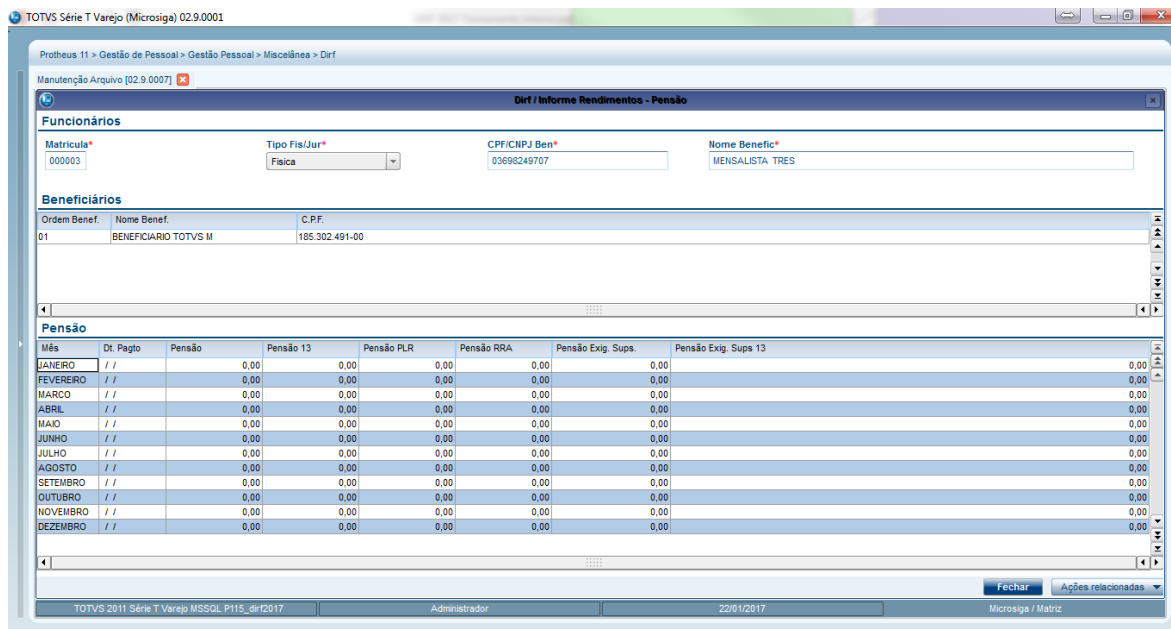 TOTVS Série T Varejo (Microsiga) 02.9.0001
Protheus 11 > Gestão de Pessoal > Gestão Pessoal > Miscelânea > Dirf
Manutenção Arquivo [02.9.0007]
Dirf / Informe Rendimentos - Pensão
Funcionários
Matricula* Tipo Fis/Jur* CPF/CNPJ Ben* Nome Benefic*
000003 Fisica 03698249707 MENSALISTA TRES
Beneficiários
Ordem Benef. Nome Benef. C.P.F.
01 BENEFICIARIO TOTVS M 185.302.491-00
Pensão
Mês Dt. Pagto Pensão Pensão 13 Pensão PLR Pensão RRA Pensão Exig. Sups. Pensão Exig. Sups 13
JANEIRO / / 0,00 0,00 0,00 0,00 0,00 0,00
FEVEREIRO / / 0,00 0,00 0,00 0,00 0,00 0,00
MARCO / / 0,00 0,00 0,00 0,00 0,00 0,00
ABRIL / / 0,00 0,00 0,00 0,00 0,00 0,00
MAIO / / 0,00 0,00 0,00 0,00 0,00 0,00
JUNHO / / 0,00 0,00 0,00 0,00 0,00 0,00
JULHO / / 0,00 0,00 0,00 0,00 0,00 0,00
AGOSTO / / 0,00 0,00 0,00 0,00 0,00 0,00
SETEMBRO / / 0,00 0,00 0,00 0,00 0,00 0,00
OUTUBRO / / 0,00 0,00 0,00 0,00 0,00 0,00
NOVEMBRO / / 0,00 0,00 0,00 0,00 0,00 0,00
DEZEMBRO / / 0,00 0,00 0,00 0,00 0,00 0,00
Fechar Ações relacionadas
TOTVS 2011 Série T Varejo MSSQL P115_dirf2017 Administrador 22/01/2017 Microsiga / Matriz